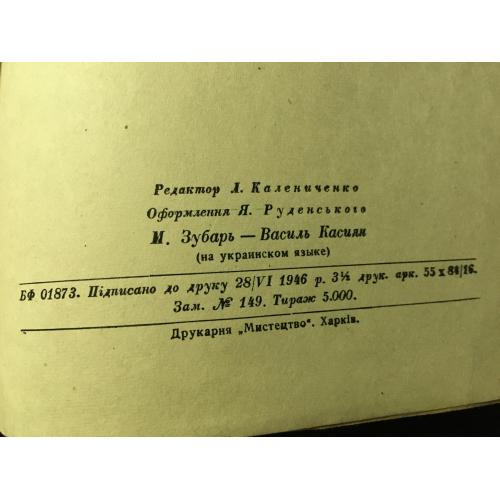 Редактор Л. Калениченко
Оформлення Я. Руденського
М. Зубарь — Василь Касиян
(на украинском языке)
БФ 01873. Підписано до друку 28/VI 1946 р. 3½ друк. арк. 55 х 84/16.
Зам. № 149. Тираж 5.000.
Друкарня „Мистецтво". Харків.